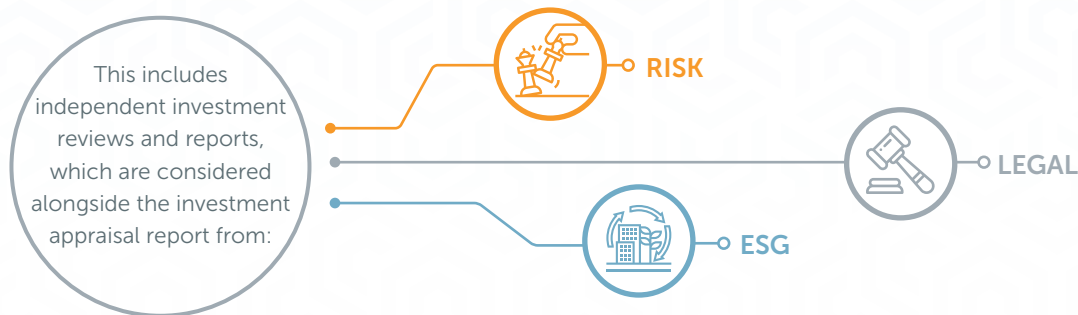 This includes
independent investment
reviews and reports,
which are considered
alongside the investment
appraisal report from:
RISK
LEGAL
ESG